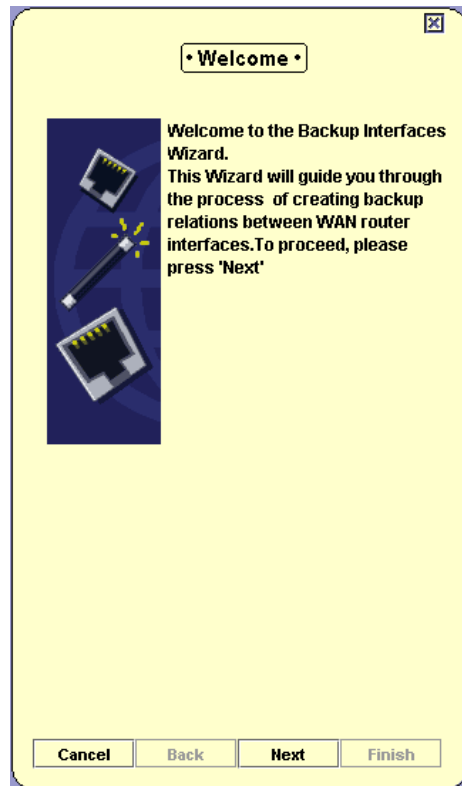 • Welcome •
Welcome to the Backup Interfaces
Wizard.
This Wizard will guide you through
the process  of creating backup
relations between WAN router
interfaces.To proceed, please
press 'Next'
Cancel
Back
Next
Finish